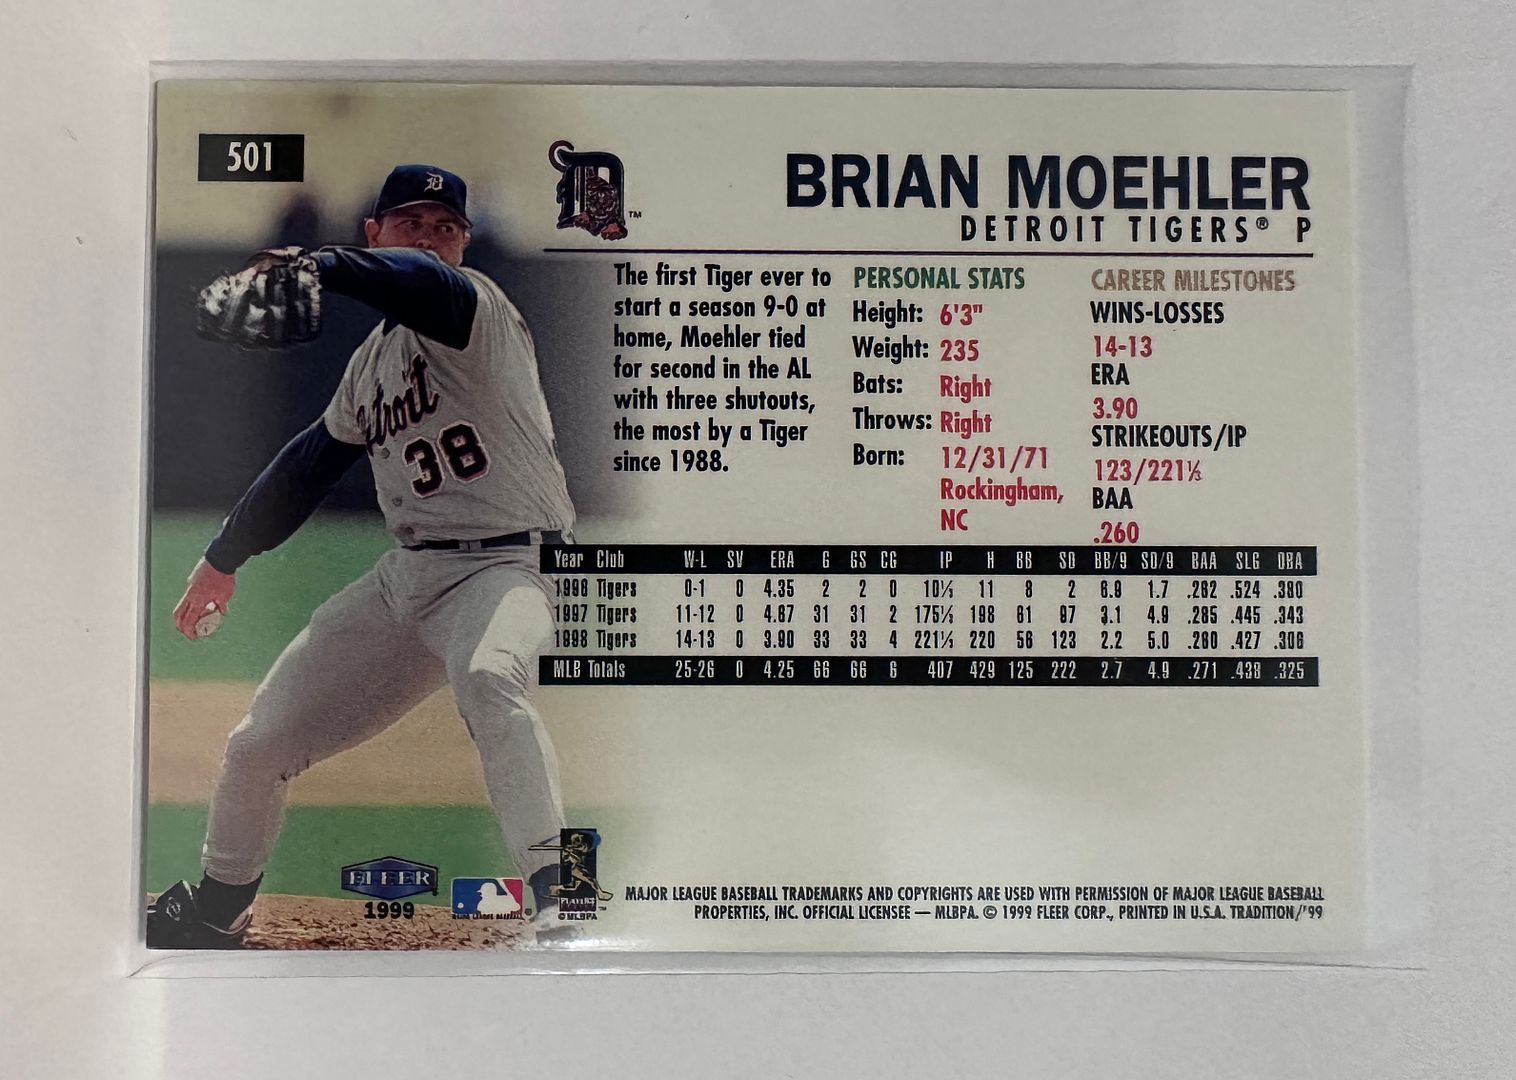 501
BRIAN MOEHLER
DETROIT TIGERS® P
The first Tiger ever to
start a season 9-0 at
home, Moehler tied
for second in the AL
with three shutouts,
the most by a Tiger
since 1988.
PERSONAL STATS
Height: 6'3"
Weight: 235
Bats: Right
Throws: Right
Born: 12/31/71
Rockingham,
NC
CAREER MILESTONES
WINS-LOSSES
14-13
ERA
3.90
STRIKEOUTS/IP
123/221⅓
BAA
.260
Year Club W-L SV ERA G GS CG IP H BB SO BB/9 SO/9 BAA SLG OBA
1996 Tigers 0-1 0 4.35 2 2 0 10⅓ 11 8 2 6.9 1.7 .262 .524 .380
1997 Tigers 11-12 0 4.67 31 31 2 175⅓ 198 61 97 3.1 4.9 .285 .445 .343
1998 Tigers 14-13 0 3.90 33 33 4 221⅓ 220 56 123 2.2 5.0 .260 .427 .306
MLB Totals 25-26 0 4.25 66 66 6 407 429 125 222 2.7 4.9 .271 .438 .325
Detroit
38
FLEER
1999
PLAYERS
© MLBPA
MAJOR LEAGUE BASEBALL TRADEMARKS AND COPYRIGHTS ARE USED WITH PERMISSION OF MAJOR LEAGUE BASEBALL
PROPERTIES, INC. OFFICIAL LICENSEE — MLBPA. © 1999 FLEER CORP., PRINTED IN U.S.A. TRADITION/'99